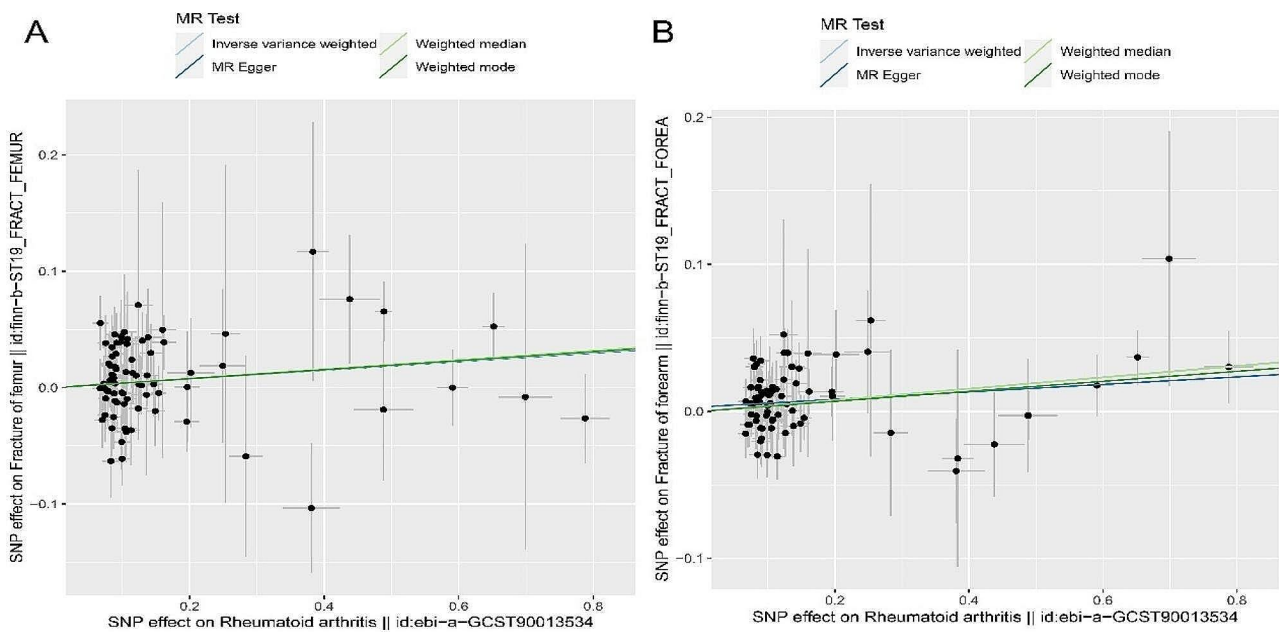 A
MR Test
Inverse variance weighted
Weighted median
MR Egger
Weighted mode
SNP effect on Fracture of femur || id:finn−b−ST19_FRACT_FEMUR
0.2
0.1
0.0
−0.1
0.2
0.4
0.6
0.8
SNP effect on Rheumatoid arthritis || id:ebi−a−GCST90013534
B
MR Test
Inverse variance weighted
Weighted median
MR Egger
Weighted mode
SNP effect on Fracture of foreerm || id:finn−b−ST19_FRACT_FOREA
0.2
0.1
0.0
−0.1
0.2
0.4
0.6
0.8
SNP effect on Rheumatoid arthritis || id:ebi−a−GCST90013534